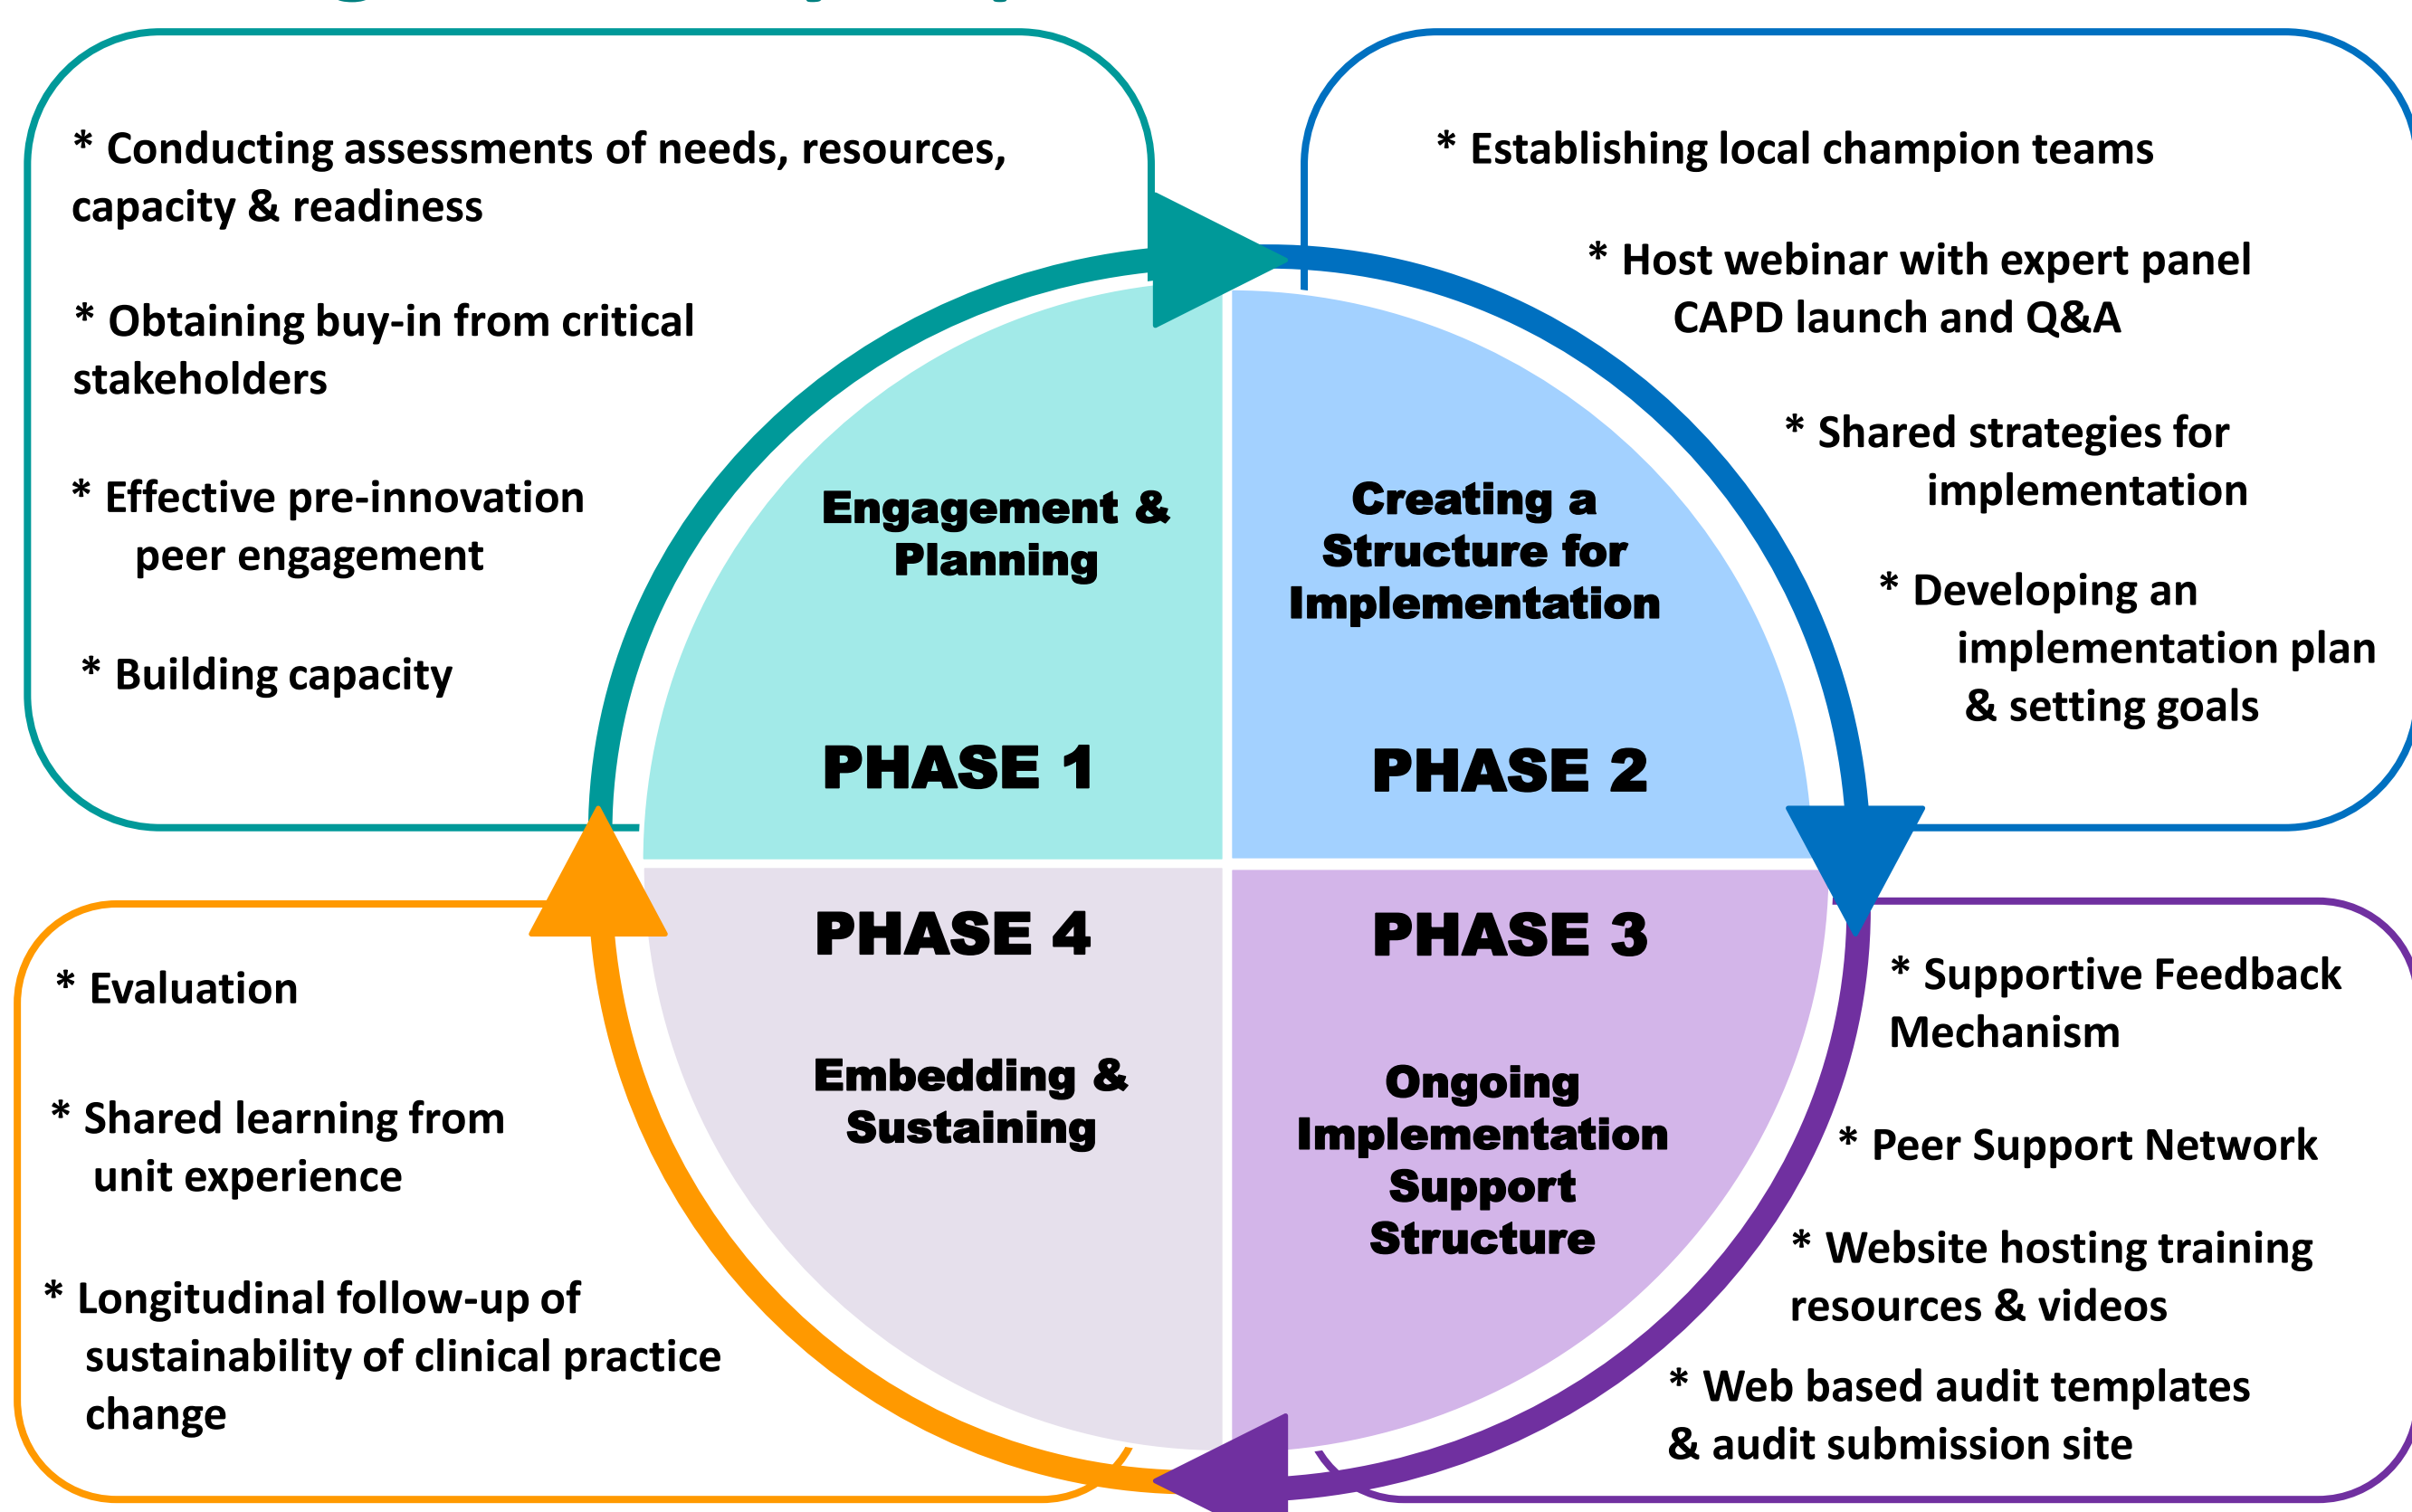 * Conducting assessments of needs, resources,
capacity & readiness
* Obtaining buy-in from critical
stakeholders
* Effective pre-innovation
peer engagement
* Building capacity
Engagement &
Planning
PHASE 1
* Establishing local champion teams
* Host webinar with expert panel
CAPD launch and Q&A
* Shared strategies for
implementation
* Developing an
implementation plan
& setting goals
Creating a
Structure for
Implementation
PHASE 2
PHASE 3
Ongoing
Implementation
Support
Structure
* Supportive Feedback
Mechanism
* Peer Support Network
* Website hosting training
resources & videos
* Web based audit templates
& audit submission site
PHASE 4
Embedding &
Sustaining
* Evaluation
* Shared learning from
unit experience
* Longitudinal follow-up of
sustainability of clinical practice
change